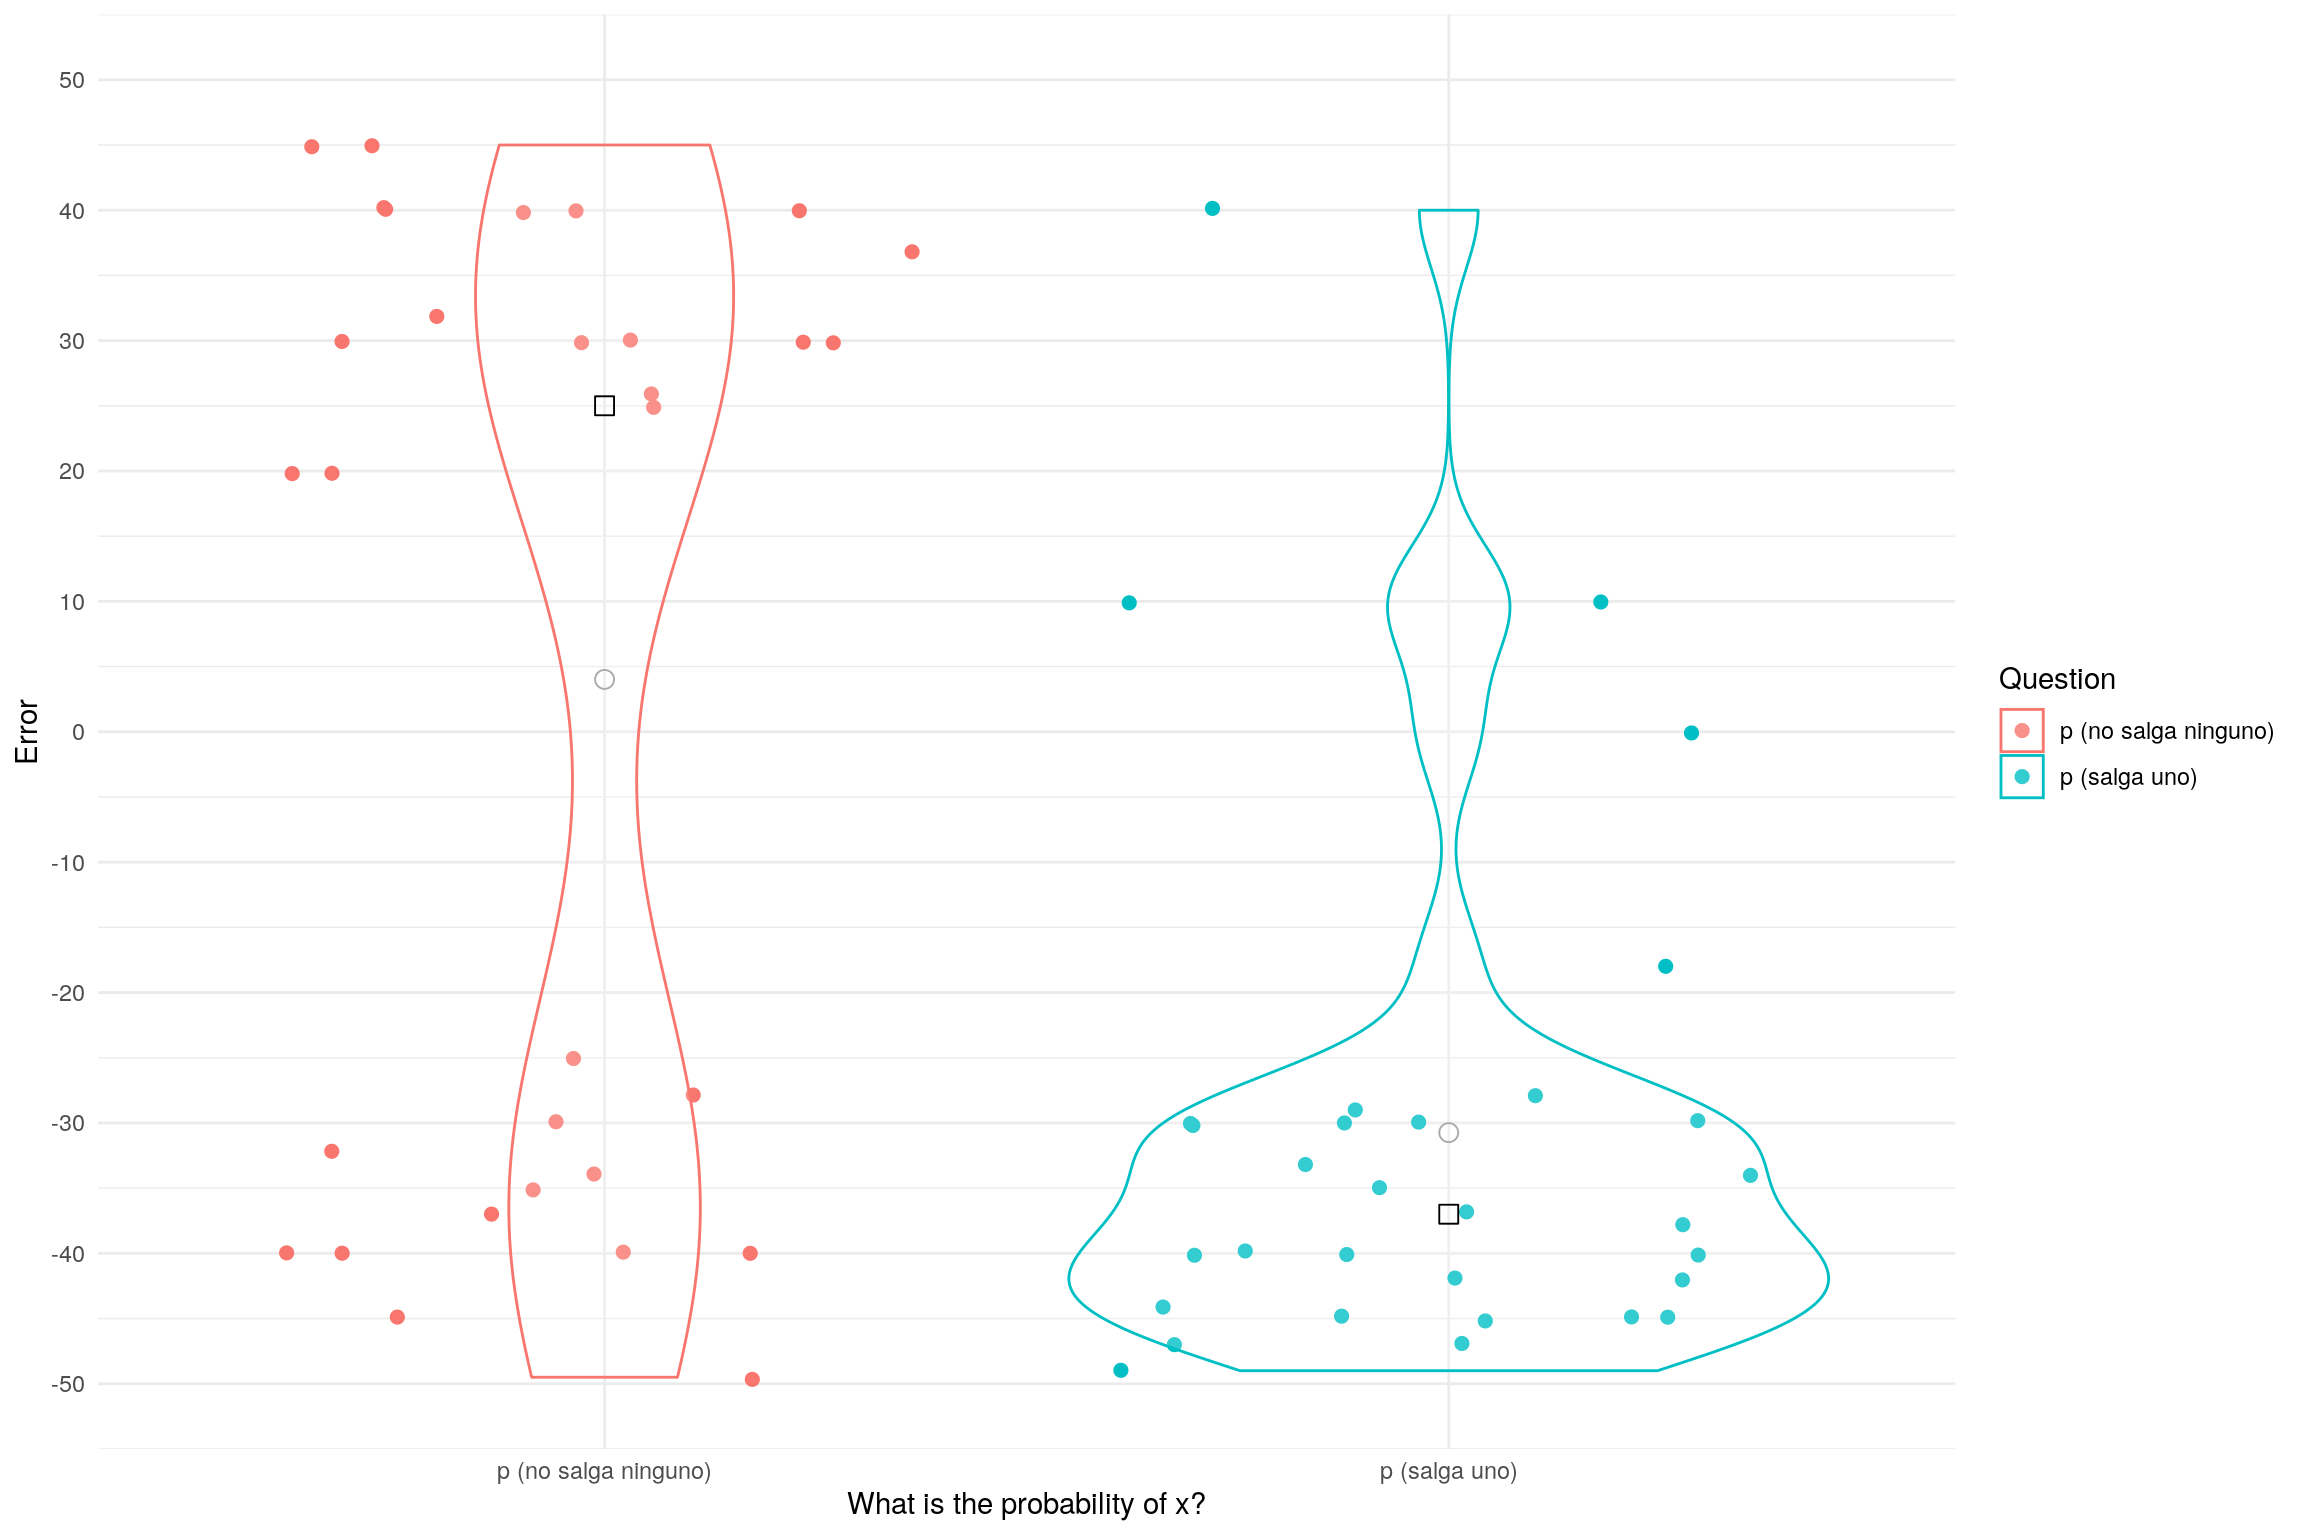 50
40
30
20
10
0
-10
-20
-30
-40
-50
Error
p (no salga ninguno)
p (salga uno)
What is the probability of x?
Question
p (no salga ninguno)
p (salga uno)